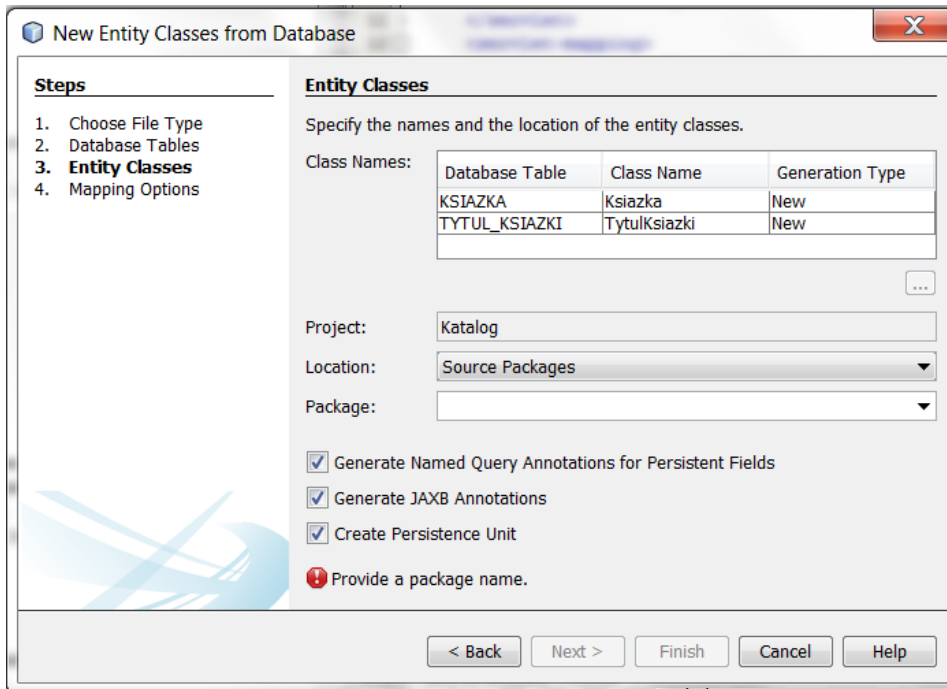 New Entity Classes from Database
Steps
1. Choose File Type
2. Database Tables
3. Entity Classes
4. Mapping Options
Entity Classes
Specify the names and the location of the entity classes.
Class Names:
Database Table Class Name Generation Type
KSIAZKA Ksiazka New
TYTUL_KSIAZKI TytulKsiazki New
...
Project: Katalog
Location: Source Packages
Package:
Generate Named Query Annotations for Persistent Fields
Generate JAXB Annotations
Create Persistence Unit
Provide a package name.
< Back Next > Finish Cancel Help